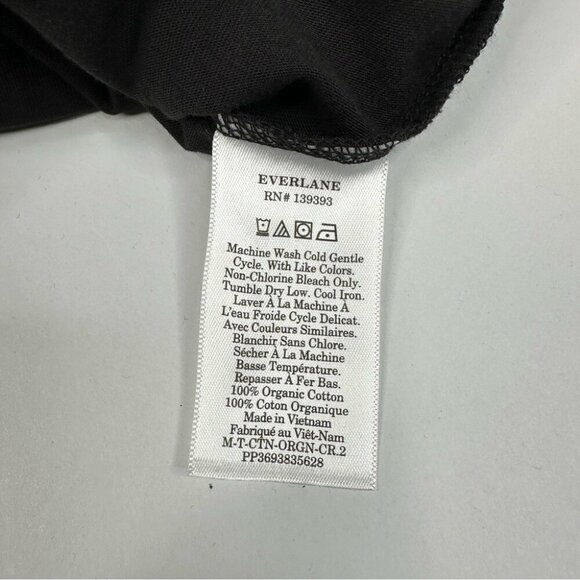 EVERLANE
RN# 139393
Machine Wash Cold Gentle
Cycle. With Like Colors.
Non-Chlorine Bleach Only.
Tumble Dry Low. Cool Iron.
Laver À La Machine À
L'eau Froide Cycle Delicat.
Avec Couleurs Similaires.
Blanchir Sans Chlore.
Sécher À La Machine
Basse Température.
Repasser À Fer Bas.
100% Organic Cotton
100% Coton Organique
Made in Vietnam
Fabriqué au Viêt-Nam
M-T-CTN-ORGN-CR.2
PP3693835628